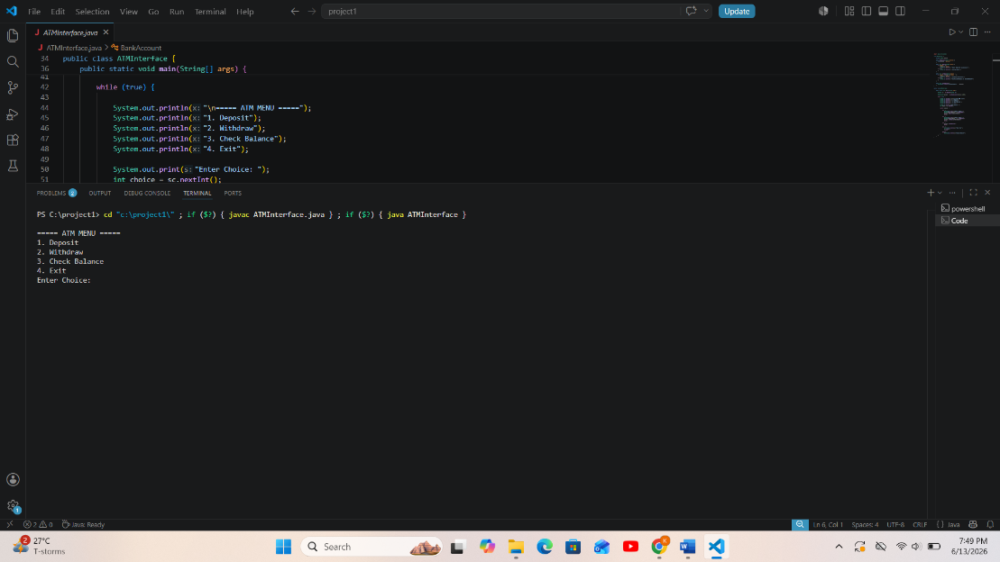 File Edit Selection View Go Run Terminal Help
project1
Update
ATMInterface.java
ATMInterface.java > BankAccount
34 public class ATMInterface {
36 public static void main(String[] args) {
41
42 while (true) {
43
44 System.out.println(x: "\n===== ATM MENU =====");
45 System.out.println(x: "1. Deposit");
46 System.out.println(x: "2. Withdraw");
47 System.out.println(x: "3. Check Balance");
48 System.out.println(x: "4. Exit");
49
50 System.out.print(s: "Enter Choice: ");
51 int choice = sc.nextInt();
PROBLEMS 2 OUTPUT DEBUG CONSOLE TERMINAL PORTS
powershell
Code
PS C:\project1> cd "c:\project1\" ; if ($?) { javac ATMInterface.java } ; if ($?) { java ATMInterface }
===== ATM MENU =====
1. Deposit
2. Withdraw
3. Check Balance
4. Exit
Enter Choice:
1
2 0 Java: Ready
Ln 6, Col 1 Spaces: 4 UTF-8 CRLF {} Java
2
27°C
T-storms
Search
K
7:49 PM
6/13/2026